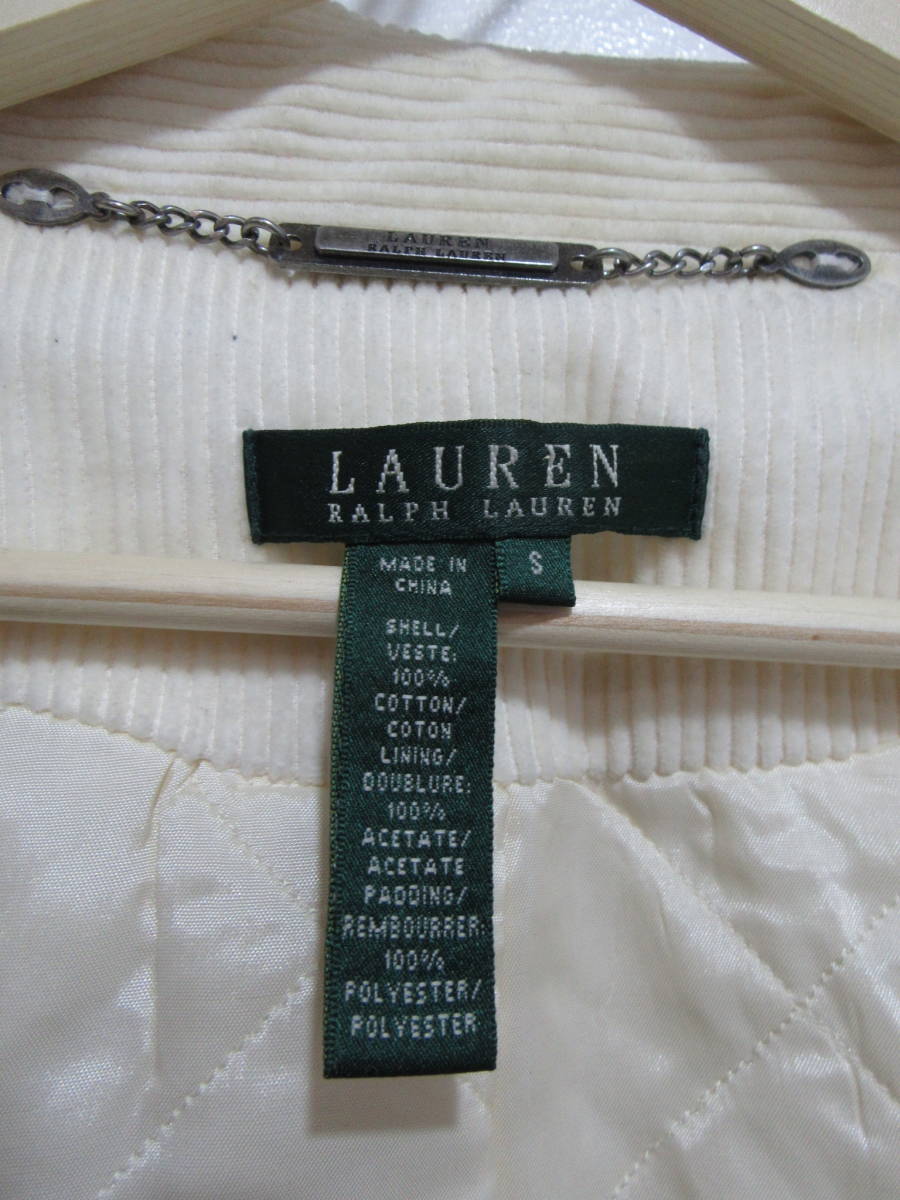 LAUREN
RALPH LAUREN
LAUREN
RALPH LAUREN
S
MADE IN
CHINA
SHELL/
VESTE:
100%
COTTON/
COTON
LINING/
DOUBLURE:
100%
ACETATE/
ACETATE
PADDING/
REMBOURRER:
100%
POLYESTER/
POLYESTER